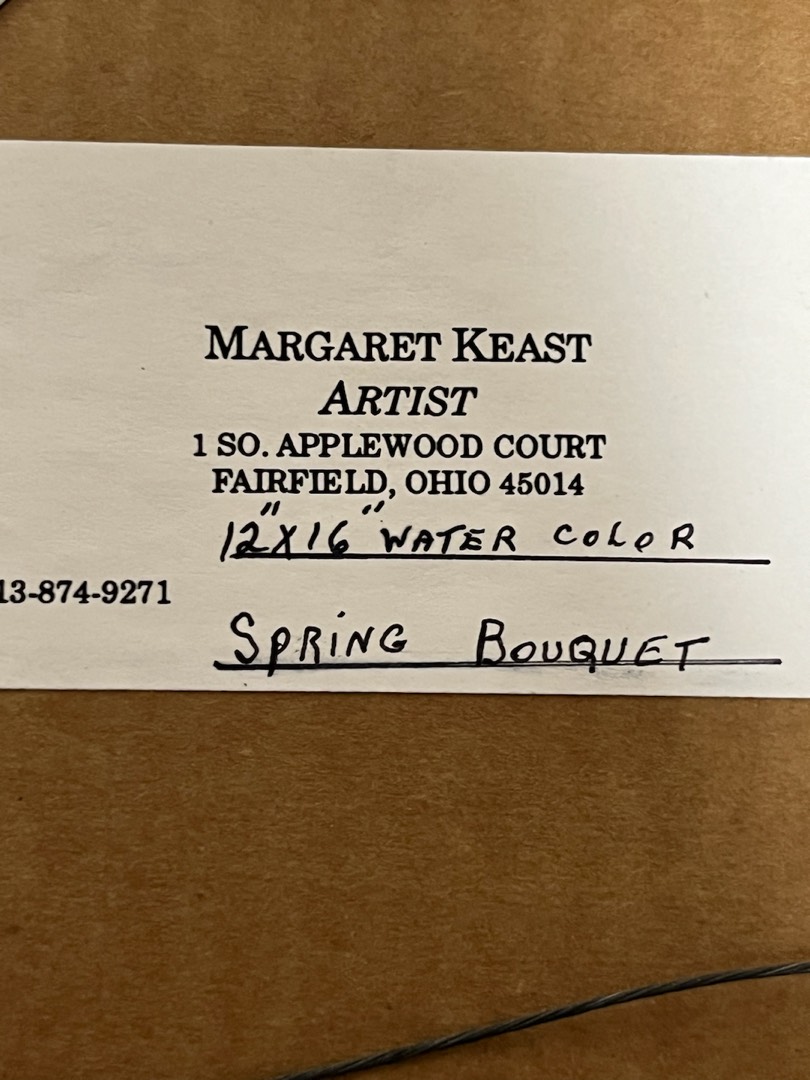 MARGARET KEAST
ARTIST
1 SO. APPLEWOOD COURT
FAIRFIELD, OHIO 45014
12"X16" WATER COLOR
13-874-9271
SPRING BOUQUET